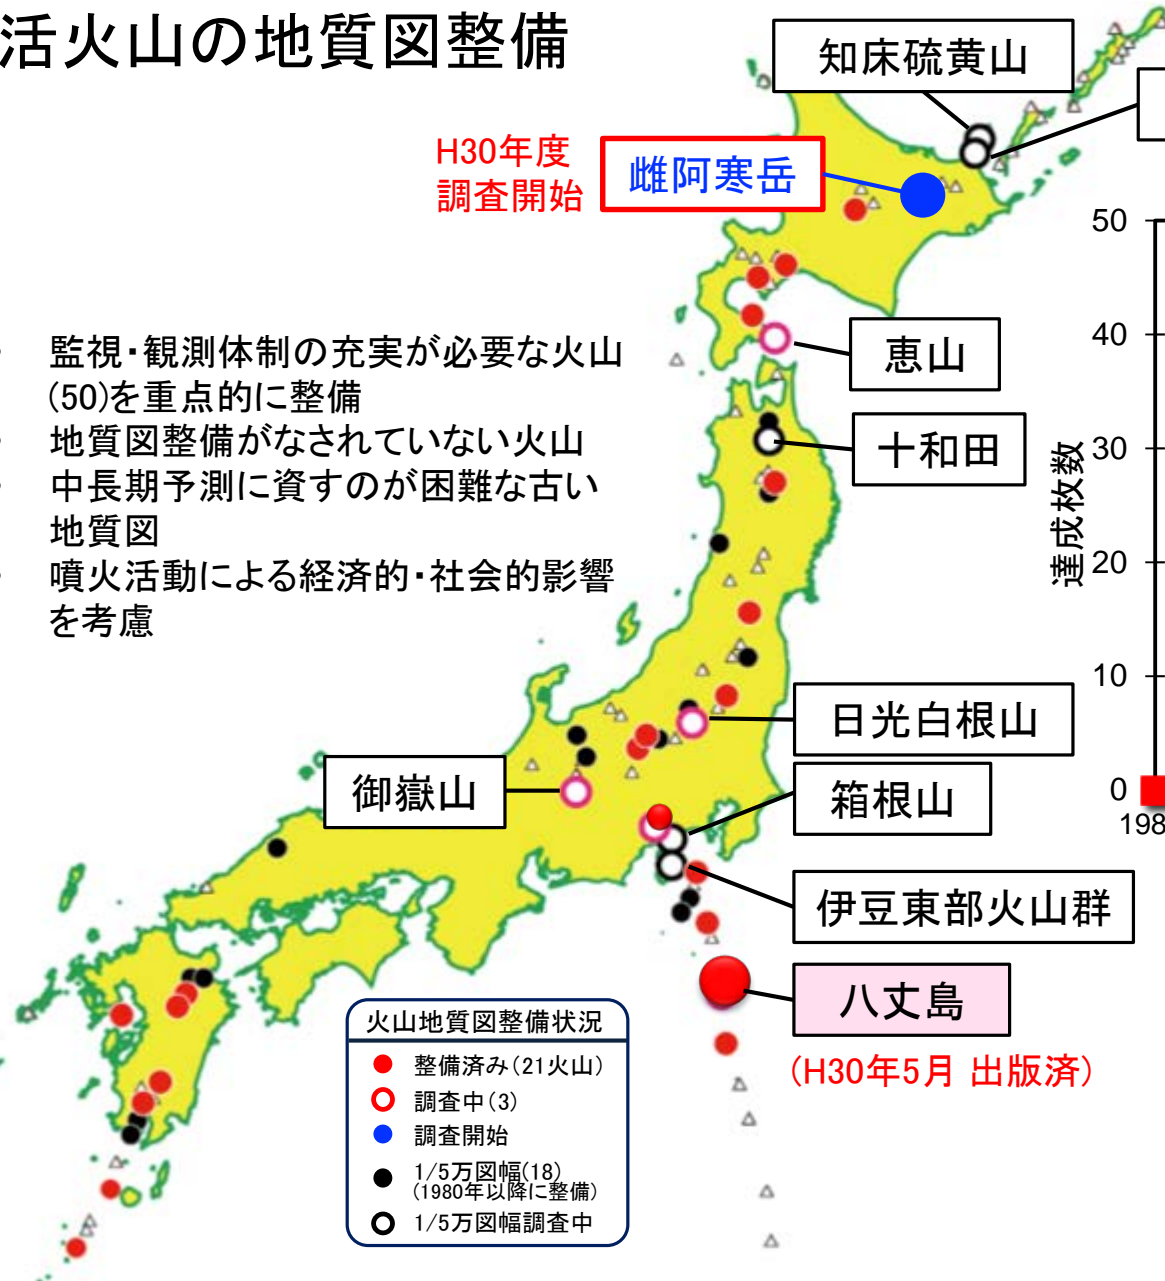 活火山の地質図整備
知床硫黄山
H30年度
調査開始
雌阿寒岳
・ 監視・観測体制の充実が必要な火山
(50)を重点的に整備
・ 地質図整備がなされていない火山
・ 中長期予測に資すのが困難な古い
地質図
・ 噴火活動による経済的・社会的影響
を考慮
恵山
十和田
日光白根山
御嶽山
箱根山
伊豆東部火山群
八丈島
(H30年5月 出版済)
達成枚数
50
40
30
20
10
0
198
火山地質図整備状況
整備済み(21火山)
調査中(3)
調査開始
1/5万図幅(18)
(1980年以降に整備)
1/5万図幅調査中